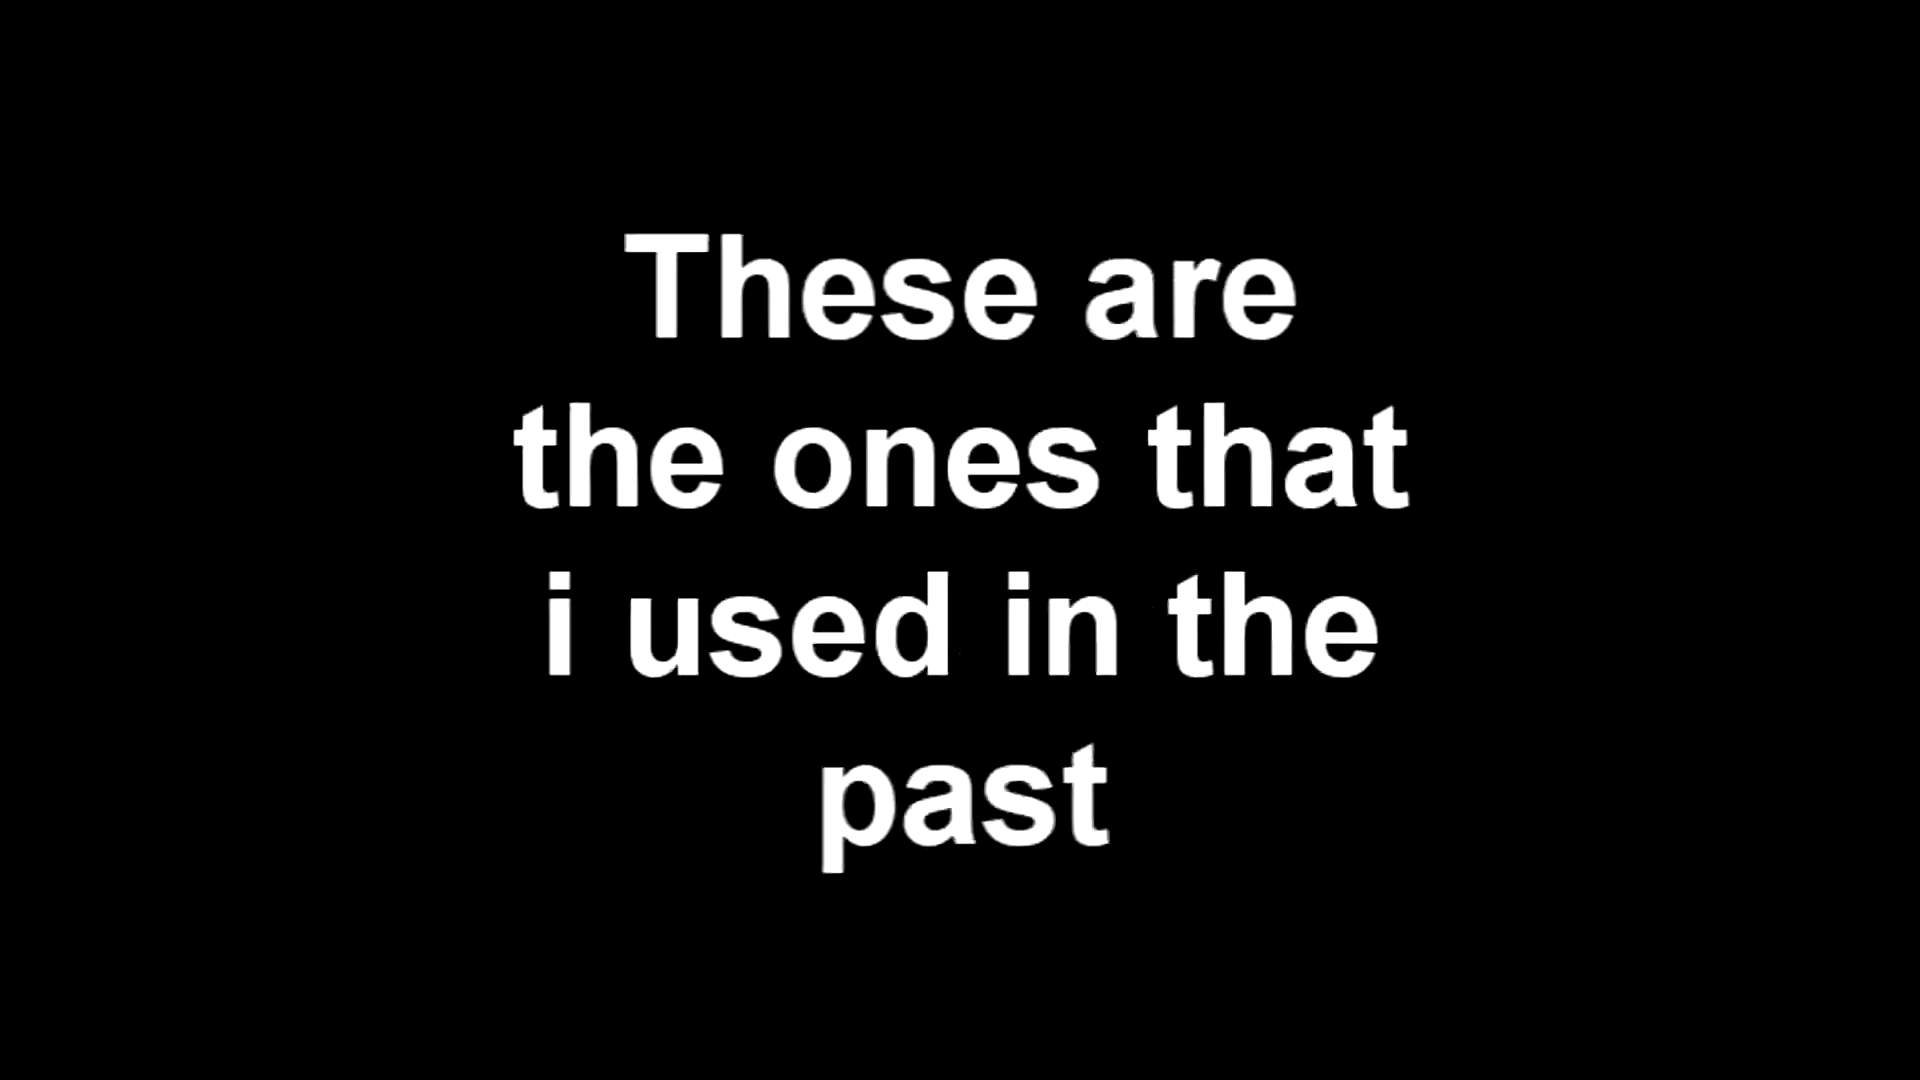 These are
the ones that
i used in the
past